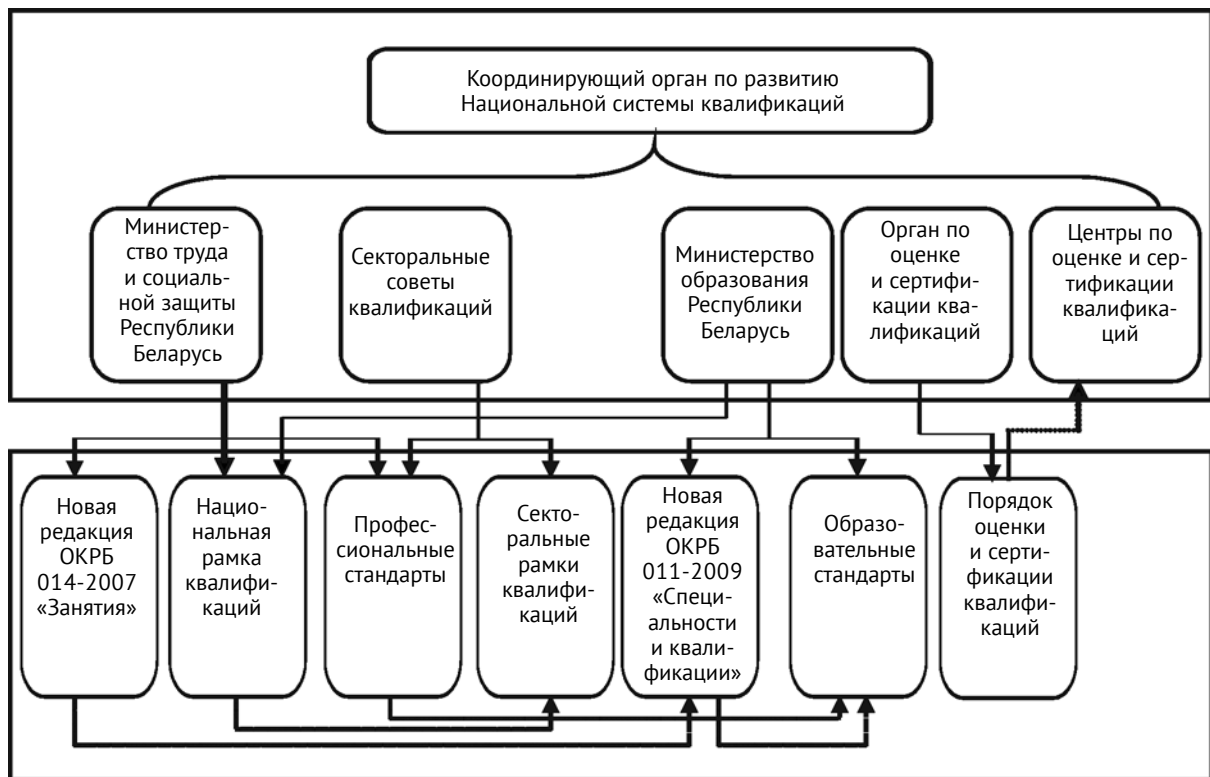 Координирующий орган по развитию
Национальной системы квалификаций
Министер-
ство труда
и социаль-
ной защиты
Республики
Беларусь
Секторальные
советы
квалификаций
Министерство
образования
Республики
Беларусь
Орган по
оценке
и сертифи-
кации ква-
лификаций
Центры по
оценке и сер-
тификации
квалифика-
ций
Новая
редакция
ОКРБ
014-2007
«Занятия»
Нацио-
нальная
рамка
квалифи-
каций
Профес-
сиональные
стандарты
Секто-
ральные
рамки
квалифи-
каций
Новая
редакция
ОКРБ
011-2009
«Специ-
альности
и квали-
фикации»
Образо-
вательные
стандарты
Порядок
оценки
и серти-
фикации
квалифи-
каций